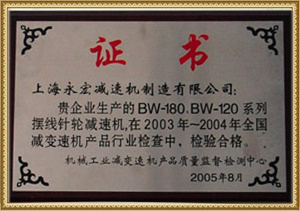 证书
上海永宏减速机制造有限公司:
贵企业生产的BW-180.BW-120系列
摆线针轮减速机,在2003年~2004年全国
减变速机产品行业检查中,检验合格。
机械工业减变速机产品质量监督检测中心
2005年8月